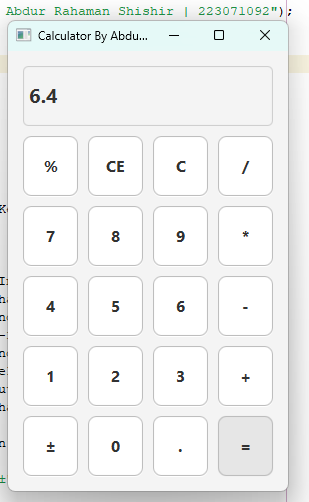 Abdur Rahaman Shishir | 223071092");
Calculator By Abdu...
6.4
% CE C /
7 8 9 *
4 5 6 -
1 2 3 +
± 0 . =